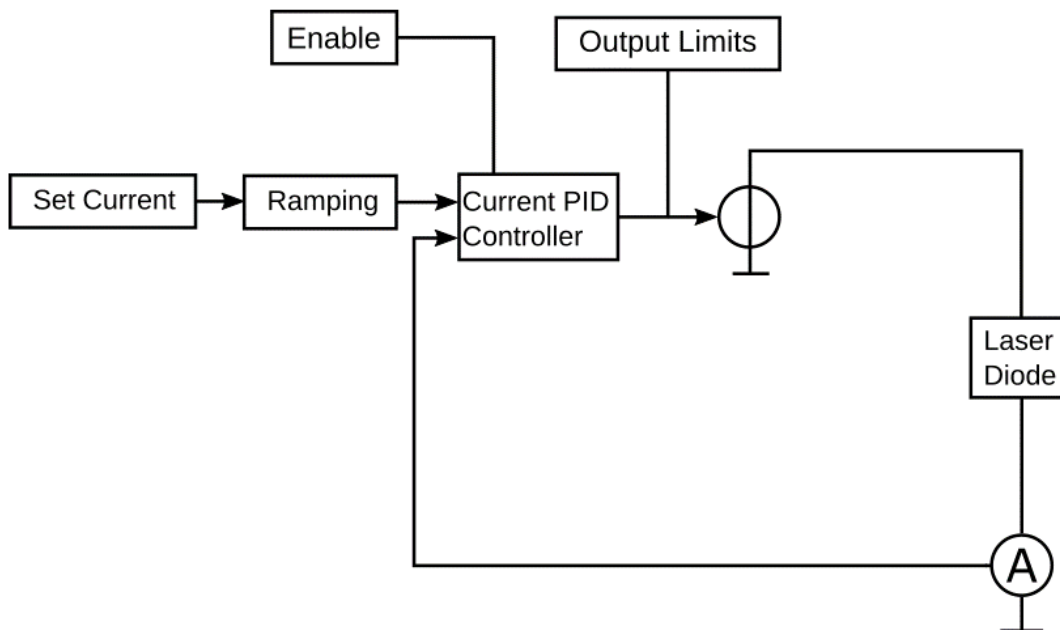 Enable
Output Limits
Set Current
Ramping
Current PID
Controller
Laser
Diode
A